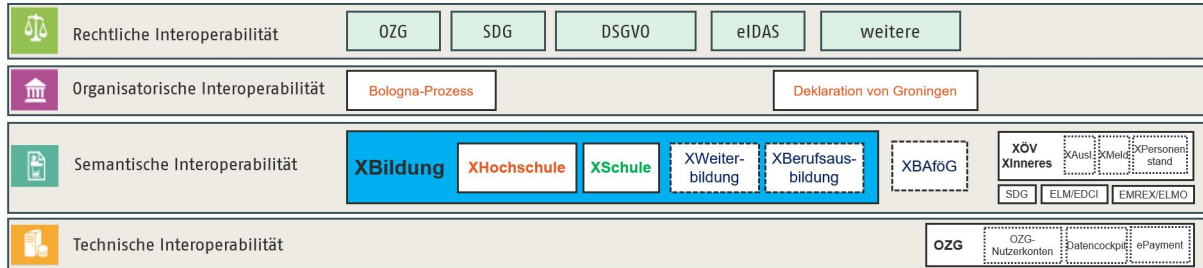 Rechtliche Interoperabilität
OZG
SDG
DSGVO
eIDAS
weitere
Organisatorische Interoperabilität
Bologna-Prozess
Deklaration von Groningen
Semantische Interoperabilität
XBildung
XHochschule
XSchule
XWeiter-
bildung
XBerufsaus-
bildung
XBAföG
XÖV
XInneres
XAusl.
XMeld
XPersonen
stand
SDG
ELM/EDCI
EMREX/ELMO
Technische Interoperabilität
OZG
OZG-
Nutzerkonten
Datencockpit
ePayment